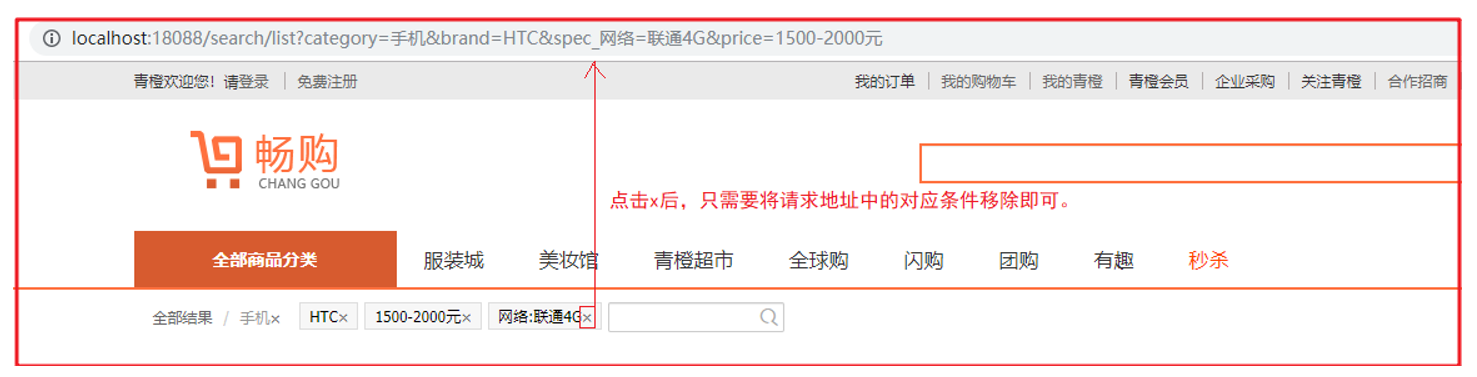 localhost:18088/search/list?category=手机&brand=HTC&spec_网络=联通4G&price=1500-2000元
青橙欢迎您！请登录 免费注册 我的订单 我的购物车 我的青橙 青橙会员 企业采购 关注青橙 合作招商
畅购
CHANG GOU
点击x后，只需要将请求地址中的对应条件移除即可。
全部商品分类 服装城 美妆馆 青橙超市 全球购 闪购 团购 有趣 秒杀
全部结果 / 手机× HTC× 1500-2000元× 网络:联通4G×